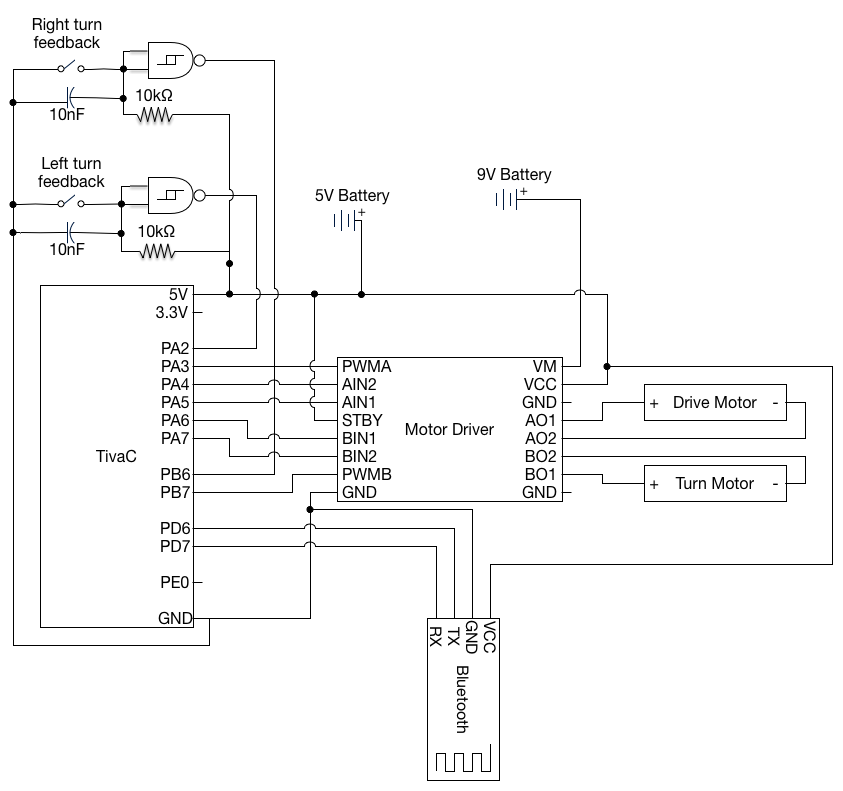 Right turn
feedback
10kΩ
10nF
Left turn
feedback
10kΩ
10nF
5V Battery
+
9V Battery
+
5V
3.3V
PA2
PA3
PA4
PA5
PA6
PA7
TivaC
PB6
PB7
PD6
PD7
PE0
GND
PWMA
AIN2
AIN1
STBY
BIN1
BIN2
PWMB
GND
Motor Driver
VM
VCC
GND
AO1
AO2
BO2
BO1
GND
+ Drive Motor -
+ Turn Motor -
RX
TX
GND
VCC
Bluetooth